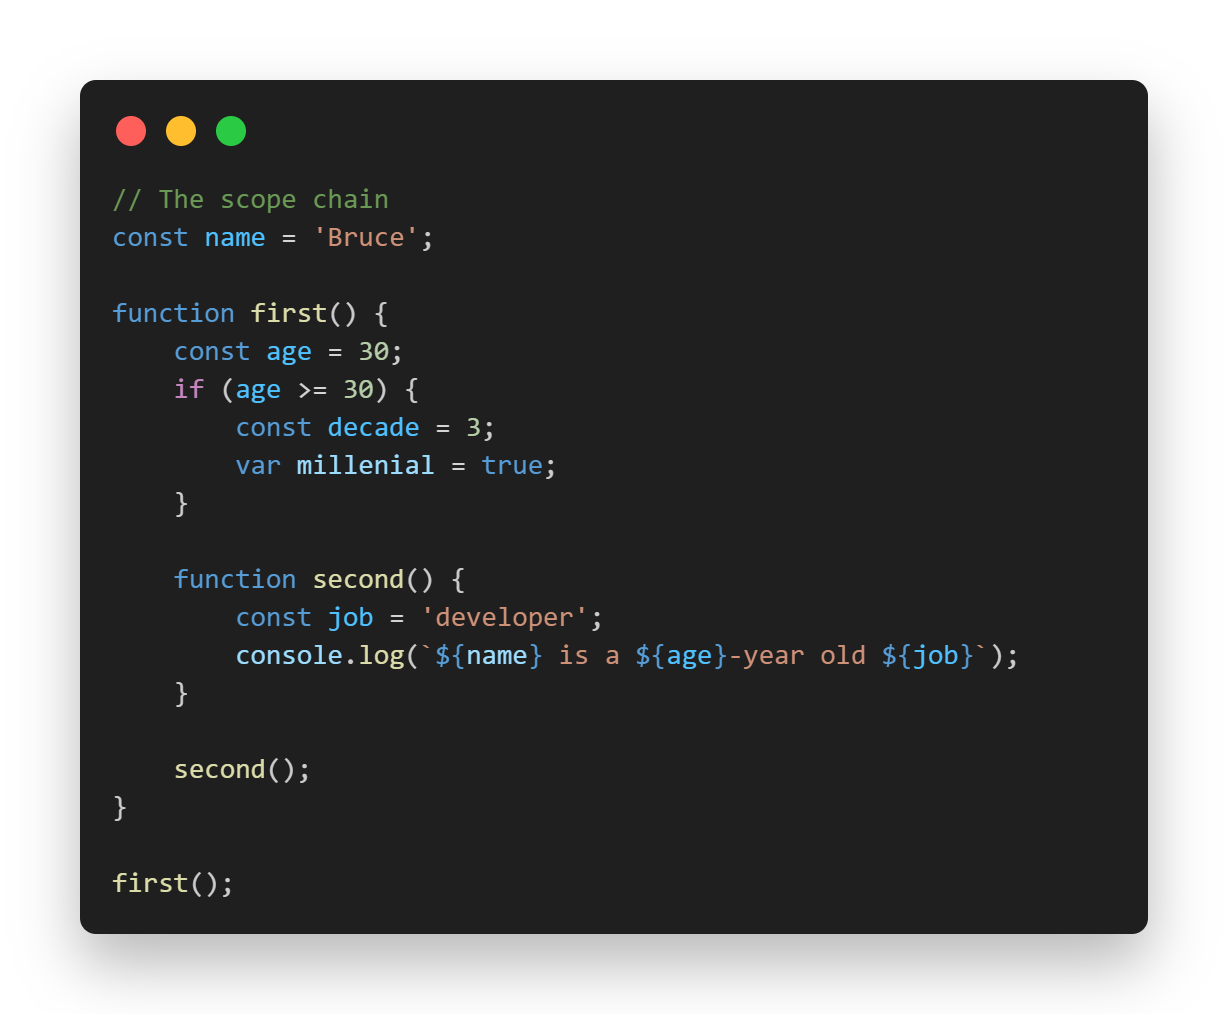 // The scope chain
const name = 'Bruce';
function first() {
    const age = 30;
    if (age >= 30) {
        const decade = 3;
        var millenial = true;
    }
    function second() {
        const job = 'developer';
        console.log(`${name} is a ${age}-year old ${job}`);
    }
    second();
}
first();